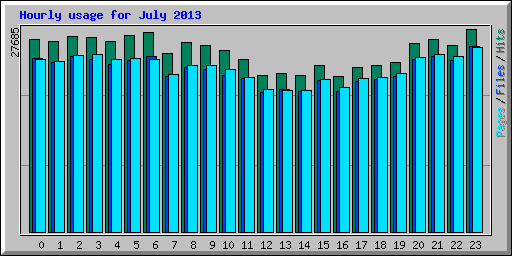 Hourly usage for July 2013
27685
Pages / Files / Hits
0 1 2 3 4 5 6 7 8 9 10 11 12 13 14 15 16 17 18 19 20 21 22 23